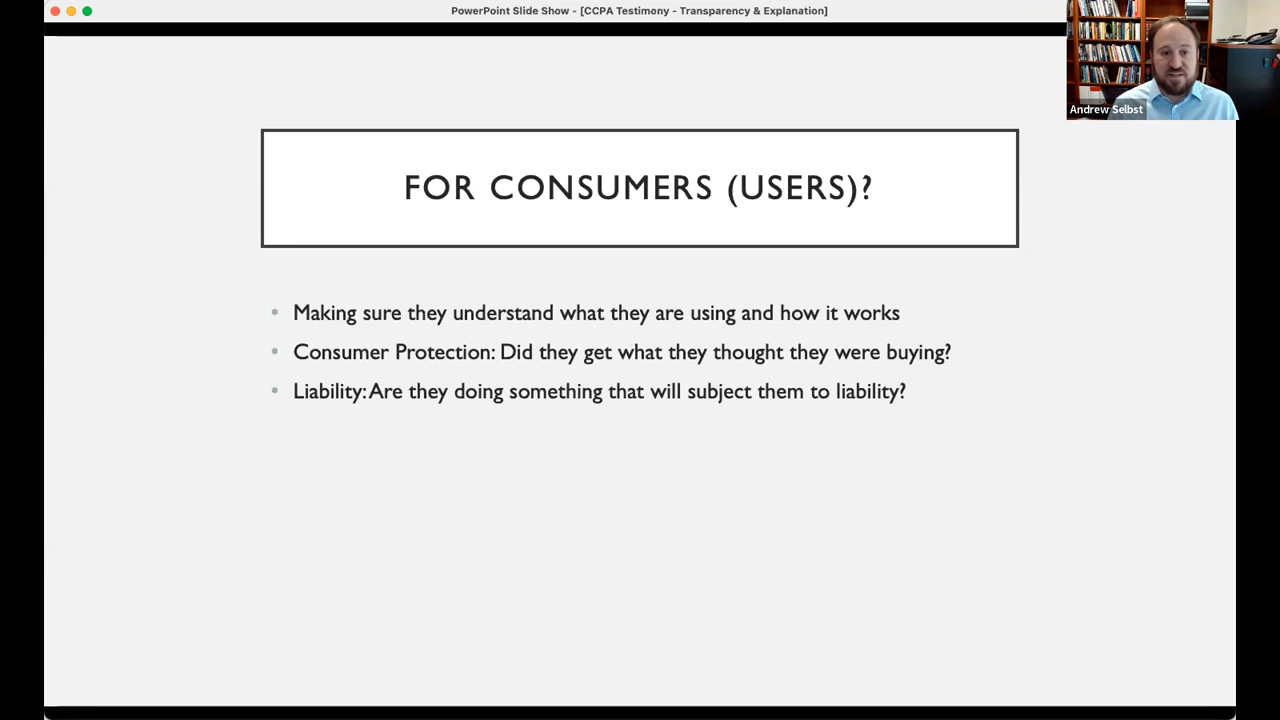 PowerPoint Slide Show - [CCPA Testimony - Transparency & Explanation]
Andrew Selbst
FOR CONSUMERS (USERS)?
• Making sure they understand what they are using and how it works
• Consumer Protection: Did they get what they thought they were buying?
• Liability: Are they doing something that will subject them to liability?